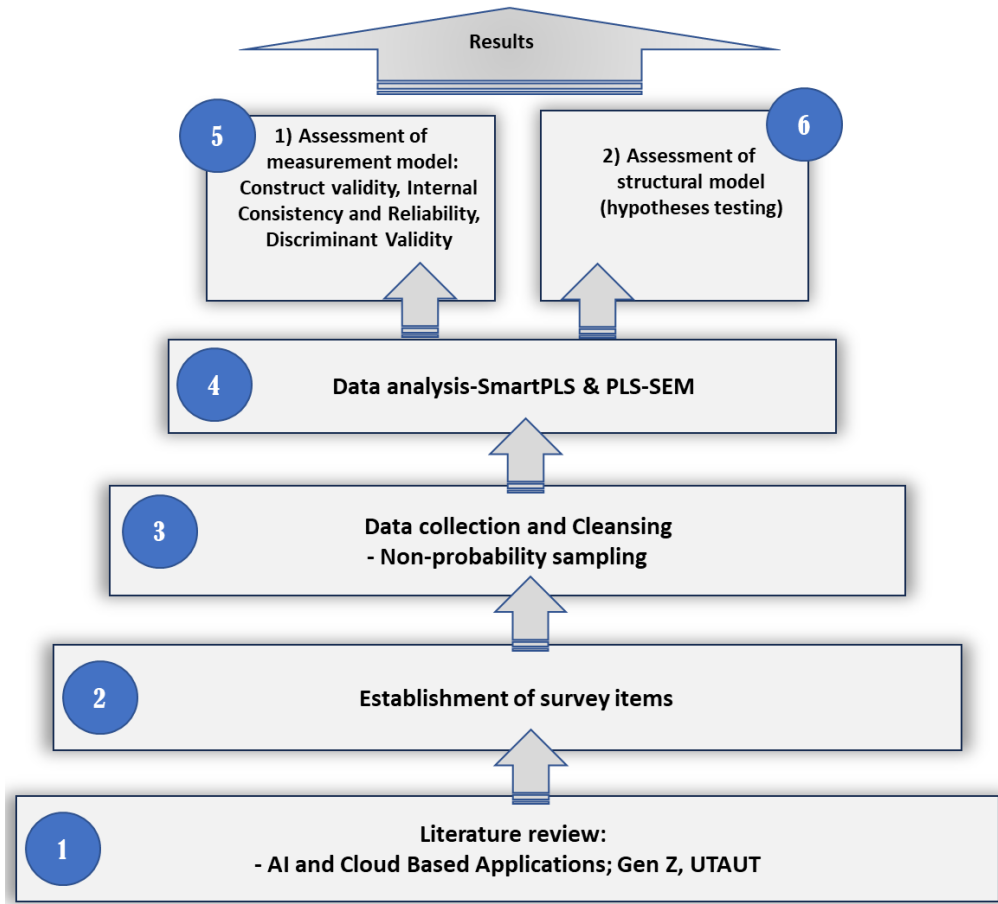 Results
5
1) Assessment of
measurement model:
Construct validity, Internal
Consistency and Reliability,
Discriminant Validity
6
2) Assessment of
structural model
(hypotheses testing)
4
Data analysis-SmartPLS & PLS-SEM
3
Data collection and Cleansing
- Non-probability sampling
2
Establishment of survey items
1
Literature review:
- AI and Cloud Based Applications; Gen Z, UTAUT